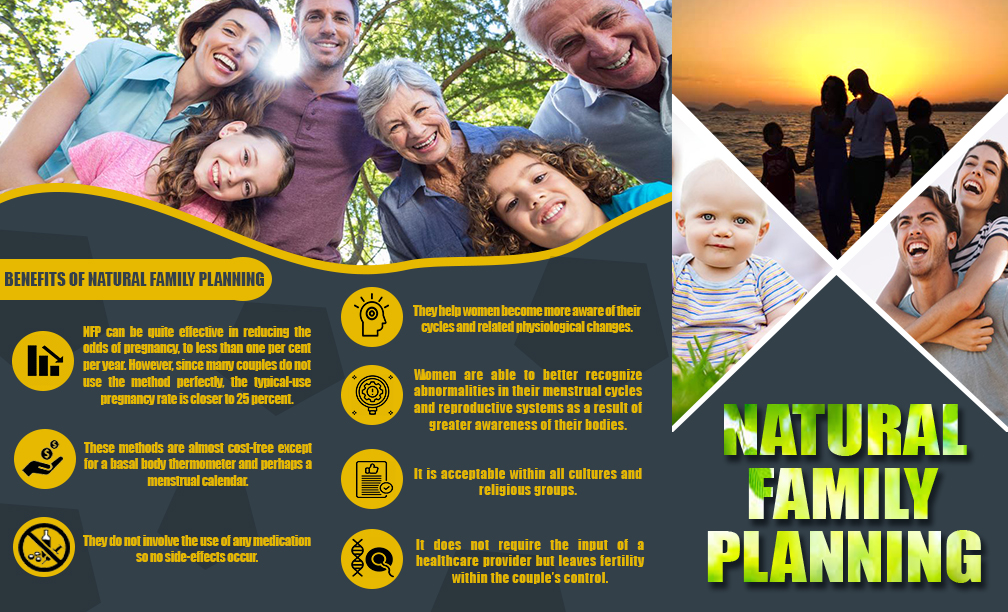 BENEFITS OF NATURAL FAMILY PLANNING
NFP can be quite effective in reducing the
odds of pregnancy, to less than one per cent
per year. However, since many couples do not
use the method perfectly, the typical-use
pregnancy rate is closer to 25 percent.
These methods are almost cost-free except
for a basal body thermometer and perhaps a
menstrual calendar.
They do not involve the use of any medication
so no side-effects occur.
They help women become more aware of their
cycles and related physiological changes.
Women are able to better recognize
abnormalities in their menstrual cycles
and reproductive systems as a result of
greater awareness of their bodies.
It is acceptable within all cultures and
religious groups.
It does not require the input of a
healthcare provider but leaves fertility
within the couple's control.
NATURAL
FAMILY
PLANNING